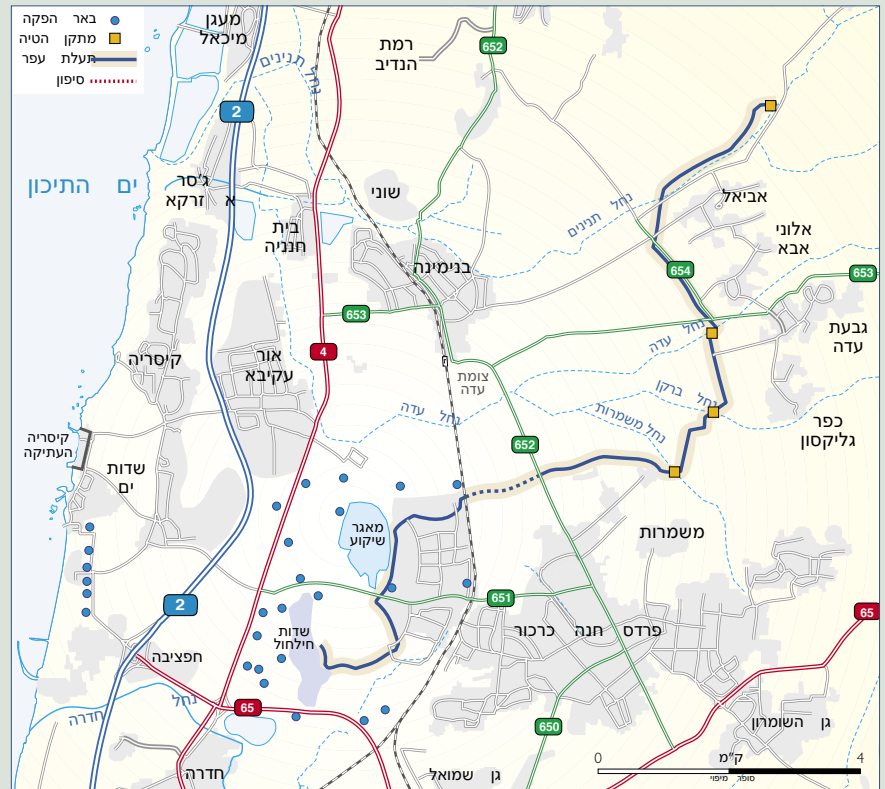 באר הפקה
מתקן הטיה
תעלת עפר
סיפון
מעגן
מיכאל
רמת
הנדיב
652
2
נחל תנינים
ים התיכון
ג'סר
א זרקא
שוני
בית
חנניה
נחל תנינים
אביאל
אלוני
אבא
בנימינה
654
653
653
גבעת
עדה
נחל עדה
קיסריה
אור
עקיבא
4
צומת
עדה
נחל עדה
נחל ברקן
נחל משמרות
כפר
גליקסון
קיסריה
העתיקה
652
שדות
ים
מאגר
שיקוע
משמרות
2
651
65
שדות
חילחול
פרדס חנה כרכור
חפציבה
נחל חדרה
65
650
גן השומרון
חדרה
גן שמואל
0
ק"מ
4
סופר מיפוי